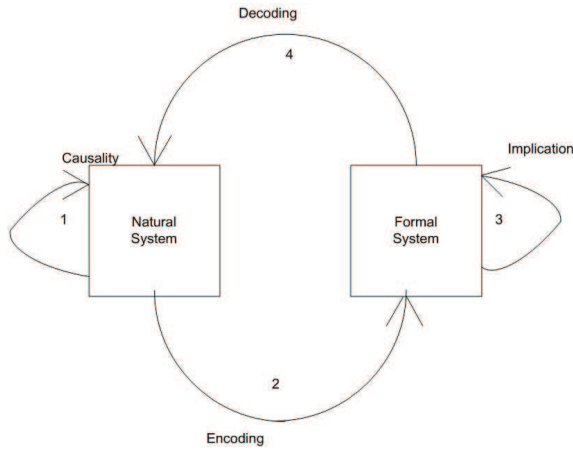 Decoding
4
Causality
Implication
1
Natural
System
Formal
System
3
2
Encoding